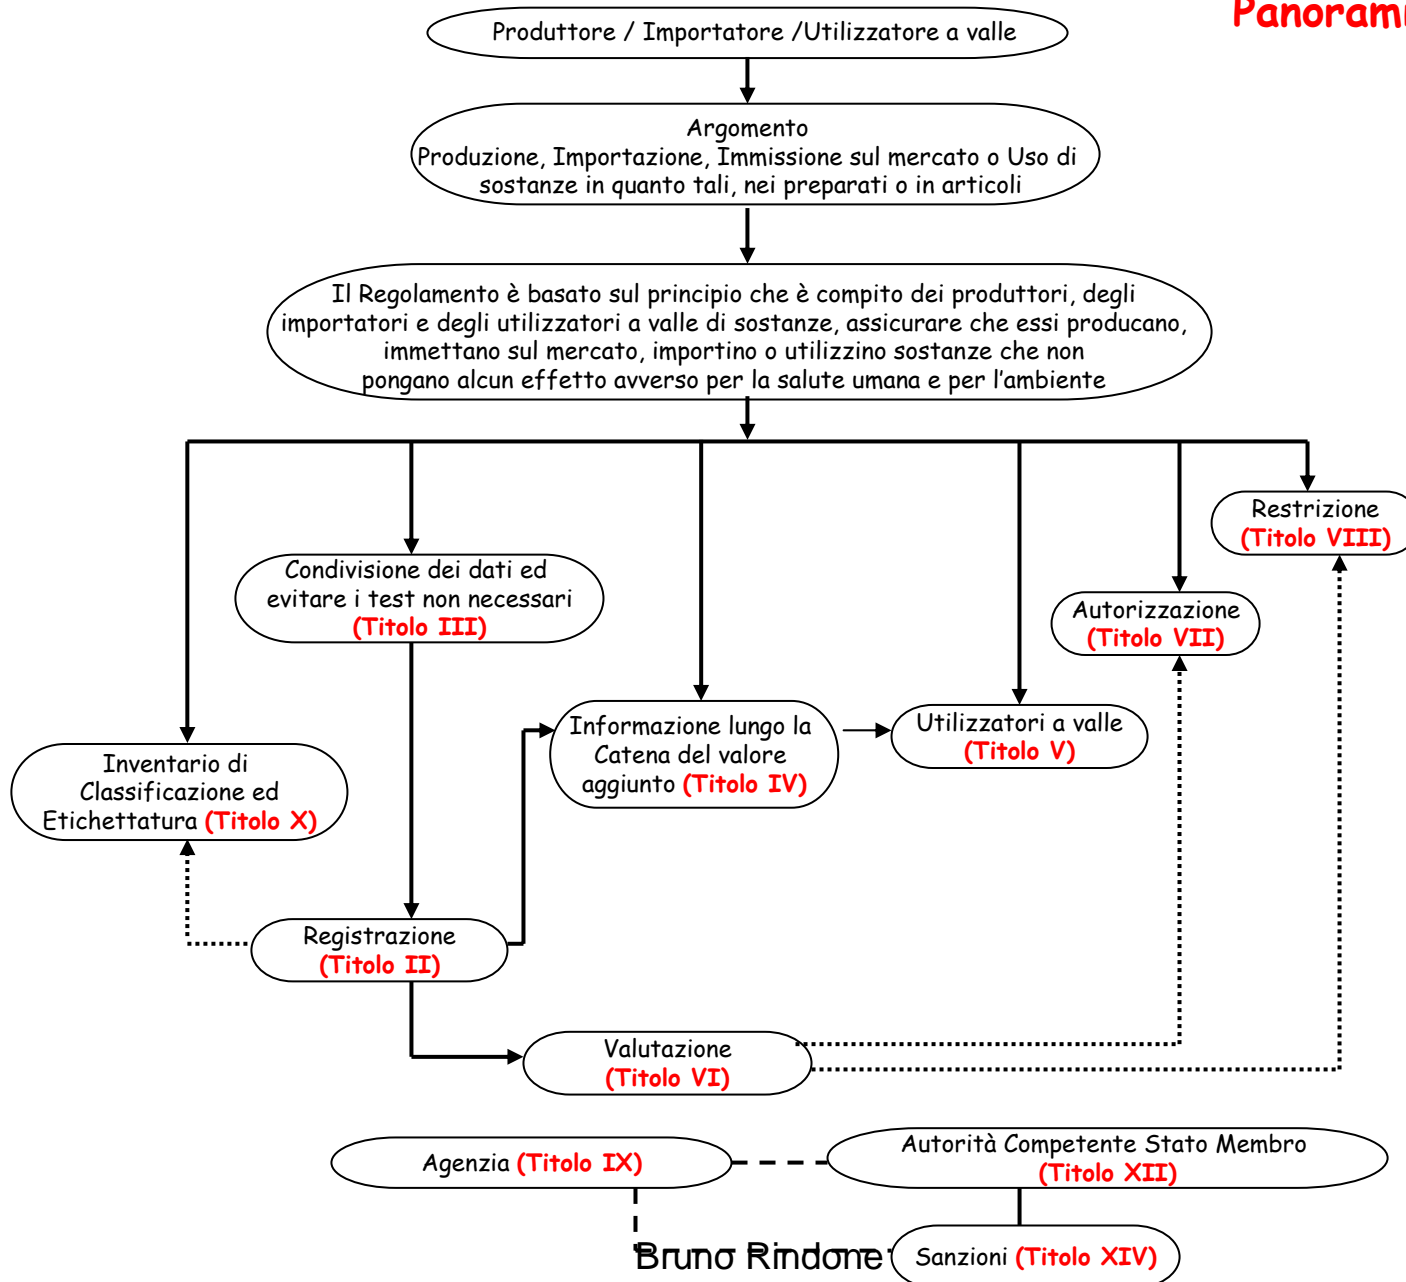 Panorami
Produttore / Importatore /Utilizzatore a valle
Argomento
Produzione, Importazione, Immissione sul mercato o Uso di
sostanze in quanto tali, nei preparati o in articoli
Il Regolamento è basato sul principio che è compito dei produttori, degli
importatori e degli utilizzatori a valle di sostanze, assicurare che essi producano,
immettano sul mercato, importino o utilizzino sostanze che non
pongano alcun effetto avverso per la salute umana e per l'ambiente
Restrizione
(Titolo VIII)
Condivisione dei dati ed
evitare i test non necessari
(Titolo III)
Autorizzazione
(Titolo VII)
Informazione lungo la
Catena del valore
aggiunto (Titolo IV)
Utilizzatori a valle
(Titolo V)
Inventario di
Classificazione ed
Etichettatura (Titolo X)
Registrazione
(Titolo II)
Valutazione
(Titolo VI)
Agenzia (Titolo IX)
Autorità Competente Stato Membro
(Titolo XII)
Bruno Rindone
Sanzioni (Titolo XIV)